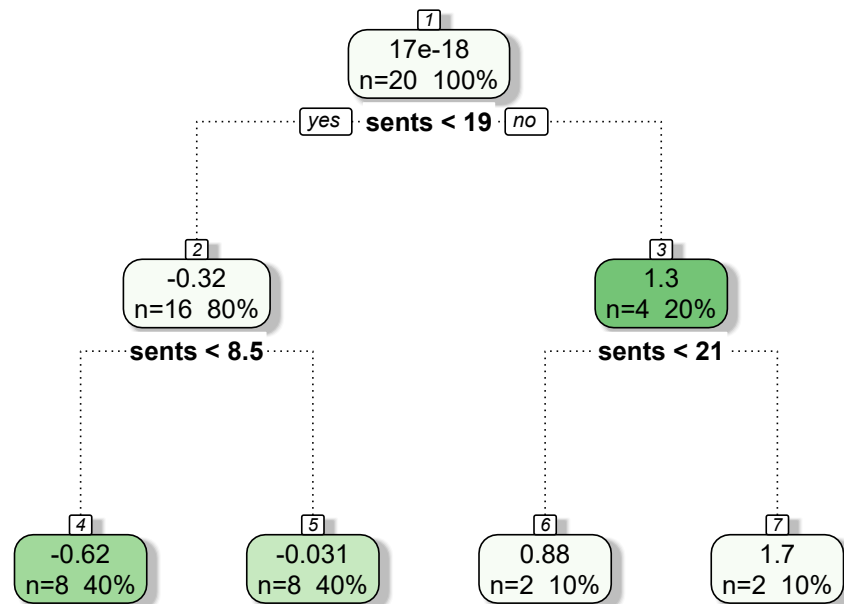 1
17e-18
n=20 100%
yes sents < 19 no
2
-0.32
n=16 80%
3
1.3
n=4 20%
sents < 8.5
sents < 21
4
-0.62
n=8 40%
5
-0.031
n=8 40%
6
0.88
n=2 10%
7
1.7
n=2 10%